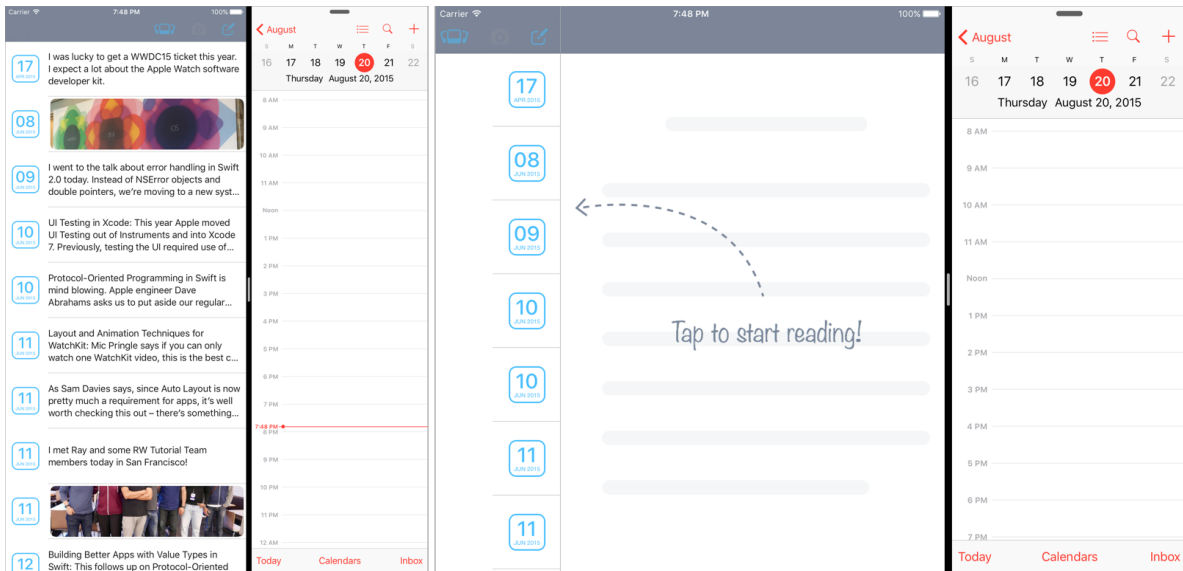 Carrier
7:48 PM
100%
17
APR 2015
I was lucky to get a WWDC15 ticket this year.
I expect a lot about the Apple Watch software
developer kit.
08
JUN 2015
09
JUN 2015
I went to the talk about error handling in Swift
2.0 today. Instead of NSError objects and
double pointers, we're moving to a new syst...
10
JUN 2015
UI Testing in Xcode: This year Apple moved
UI Testing out of Instruments and into Xcode
7. Previously, testing the UI required use of...
10
JUN 2015
Protocol-Oriented Programming in Swift is
mind blowing. Apple engineer Dave
Abrahams asks us to put aside our regular...
11
JUN 2015
Layout and Animation Techniques for
WatchKit: Mic Pringle says if you can only
watch one WatchKit video, this is the best c...
11
JUN 2015
As Sam Davies says, since Auto Layout is now
pretty much a requirement for apps, it's well
worth checking this out – there's something...
11
JUN 2015
I met Ray and some RW Tutorial Team
members today in San Francisco!
11
JUN 2015
12
Building Better Apps with Value Types in
Swift: This follows up on Protocol-Oriented
August
S M T W T F S
16 17 18 19 20 21 22
Thursday August 20, 2015
8 AM
9 AM
10 AM
11 AM
Noon
1 PM
2 PM
3 PM
4 PM
5 PM
6 PM
7 PM
7:48 PM
8 PM
9 PM
10 PM
11 PM
12 AM
Today Calendars Inbox
Carrier
7:48 PM
100%
17
APR 2015
08
JUN 2015
09
JUN 2015
10
JUN 2015
10
JUN 2015
11
JUN 2015
11
JUN 2015
Tap to start reading!
August
S M T W T F S
16 17 18 19 20 21 22
Thursday August 20, 2015
8 AM
9 AM
10 AM
11 AM
Noon
1 PM
2 PM
3 PM
4 PM
5 PM
6 PM
7 PM
Today Calendars Inbox